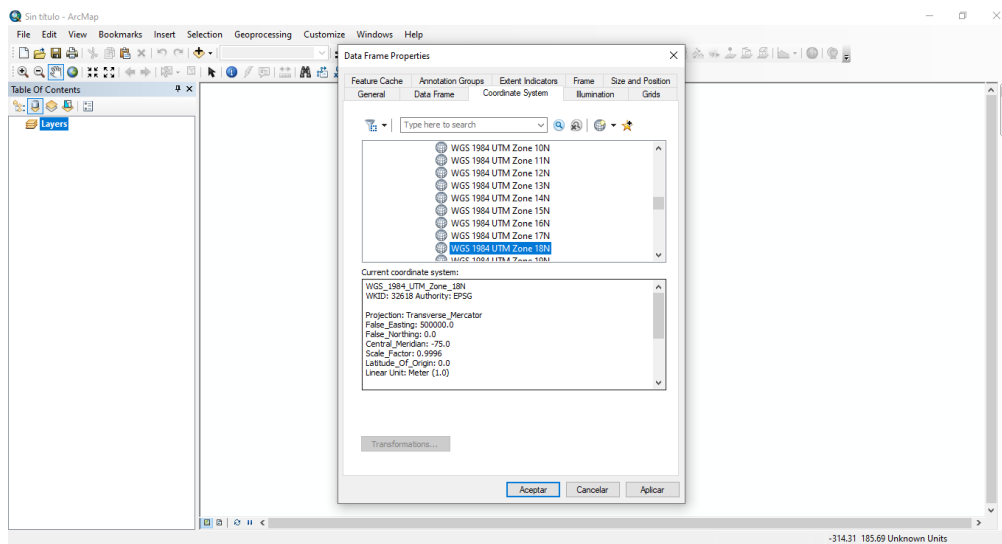 Sin título - ArcMap
File Edit View Bookmarks Insert Selection Geoprocessing Customize Windows Help
Table Of Contents
Layers
Data Frame Properties
Feature Cache Annotation Groups Extent Indicators Frame Size and Position
General Data Frame Coordinate System Illumination Grids
Type here to search
WGS 1984 UTM Zone 10N
WGS 1984 UTM Zone 11N
WGS 1984 UTM Zone 12N
WGS 1984 UTM Zone 13N
WGS 1984 UTM Zone 14N
WGS 1984 UTM Zone 15N
WGS 1984 UTM Zone 16N
WGS 1984 UTM Zone 17N
WGS 1984 UTM Zone 18N
WGS 1984 UTM Zone 19N
Current coordinate system:
WGS_1984_UTM_Zone_18N
WKID: 32618 Authority: EPSG
Projection: Transverse_Mercator
False_Easting: 500000.0
False_Northing: 0.0
Central_Meridian: -75.0
Scale_Factor: 0.9996
Latitude_Of_Origin: 0.0
Linear Unit: Meter (1.0)
Transformations...
Aceptar Cancelar Aplicar
-314.31 185.69 Unknown Units